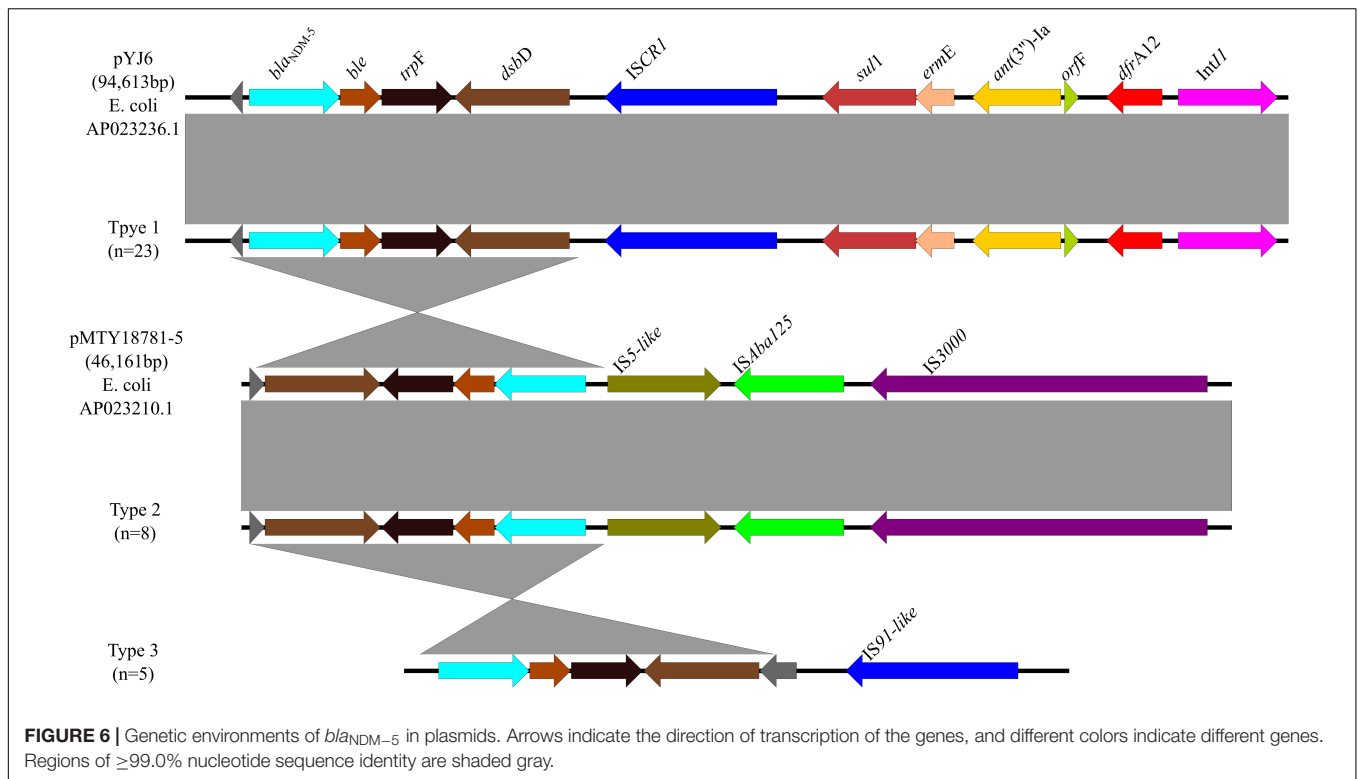 pYJ6
(94,613bp)
E. coli
AP023236.1
blaNDM-5
ble
trpF
dsbD
ISCR1
sul1
ermE
ant(3")-Ia
orfF
dfrA12
IntI1
Tpye 1
(n=23)
pMTY18781-5
(46,161bp)
E. coli
AP023210.1
IS5-like
ISAba125
IS3000
Type 2
(n=8)
Type 3
(n=5)
IS91-like
FIGURE 6 | Genetic environments of blaNDM−5 in plasmids. Arrows indicate the direction of transcription of the genes, and different colors indicate different genes.
Regions of ≥99.0% nucleotide sequence identity are shaded gray.